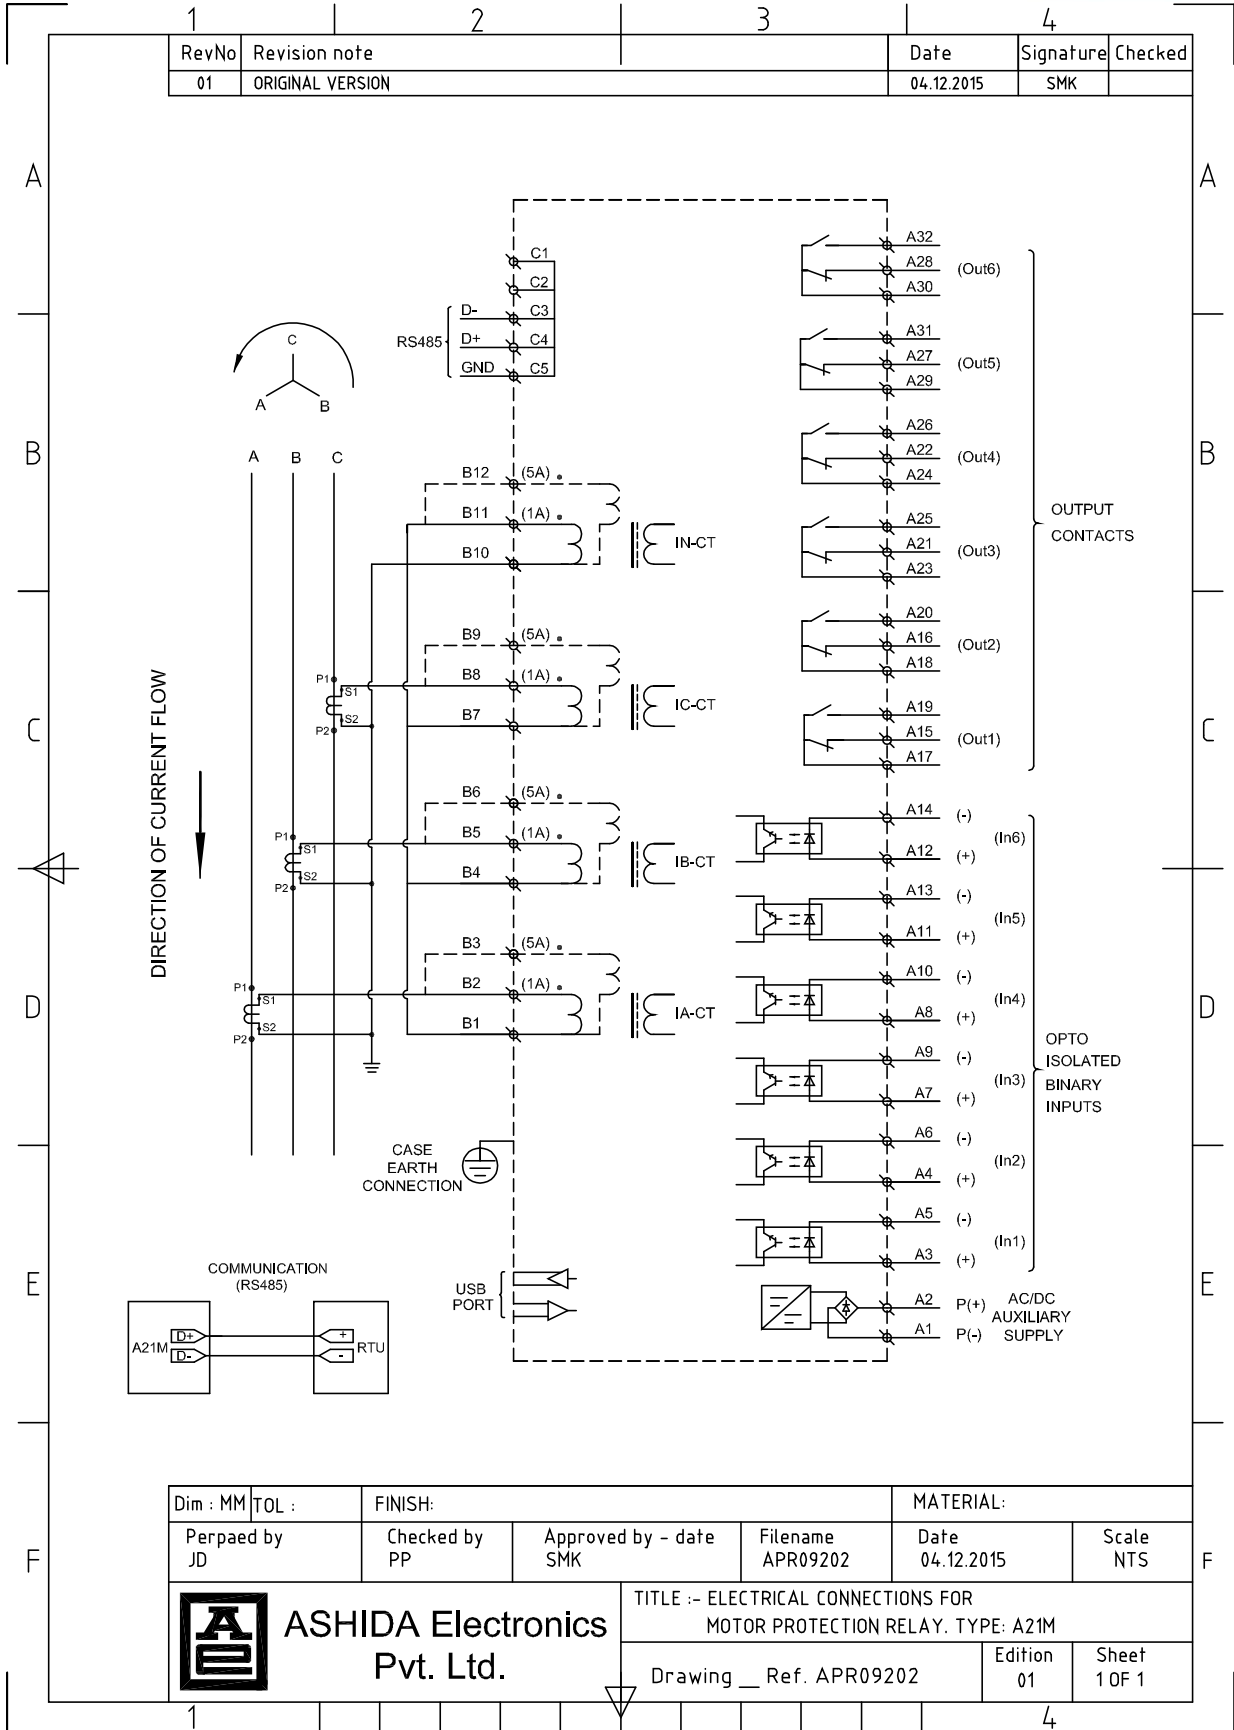 1 2 3 4
RevNo Revision note Date Signature Checked
01 ORIGINAL VERSION 04.12.2015 SMK
A A
B B
C C
D D
E E
F F
C1
C2
D- C3
RS485 D+ C4
GND C5
C
A B
A B C
B12 (5A)
B11 (1A)
B10
IN-CT
B9 (5A)
B8 (1A)
B7
IC-CT
B6 (5A)
B5 (1A)
B4
IB-CT
B3 (5A)
B2 (1A)
B1
IA-CT
P1 S1
P2 S2
P1 S1
P2 S2
P1 S1
P2 S2
DIRECTION OF CURRENT FLOW
A32
A28 (Out6)
A30
A31
A27 (Out5)
A29
A26
A22 (Out4)
A24
A25
A21 (Out3)
A23
A20
A16 (Out2)
A18
A19
A15 (Out1)
A17
OUTPUT
CONTACTS
A14 (-)
(In6)
A12 (+)
A13 (-)
(In5)
A11 (+)
A10 (-)
(In4)
A8 (+)
A9 (-)
(In3)
A7 (+)
A6 (-)
(In2)
A4 (+)
A5 (-)
(In1)
A3 (+)
OPTO
ISOLATED
BINARY
INPUTS
A2 P(+)
A1 P(-)
AC/DC
AUXILIARY
SUPPLY
CASE
EARTH
CONNECTION
USB
PORT
COMMUNICATION
(RS485)
A21M D+ + RTU
D- -
Dim : MM TOL : FINISH: MATERIAL:
Perpaed by Checked by Approved by - date Filename Date Scale
JD PP SMK APR09202 04.12.2015 NTS
ASHIDA Electronics
Pvt. Ltd.
TITLE :- ELECTRICAL CONNECTIONS FOR
MOTOR PROTECTION RELAY. TYPE: A21M
Drawing __ Ref. APR09202
Edition
01
Sheet
1 OF 1
1 4